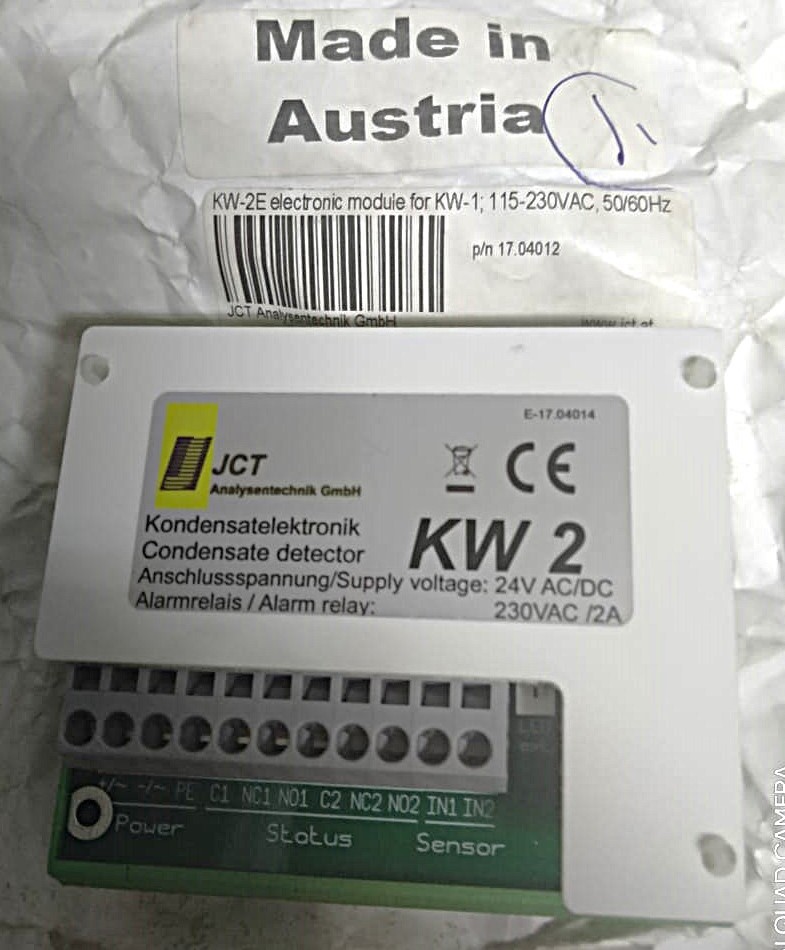 Made in
Austria
KW-2E electronic module for KW-1; 115-230VAC, 50/60Hz
p/n 17.04012
JCT Analysentechnik GmbH
www.jct.at
E-17.04014
JCT
Analysentechnik GmbH
CE
Kondensatelektronik
Condensate detector
KW 2
Anschlussspannung/Supply voltage: 24V AC/DC
Alarmrelais / Alarm relay: 230VAC /2A
+/~ -/~ PE C1 NC1 NO1 C2 NC2 NO2 IN1 IN2
Power Status Sensor
QUAD CAMERA